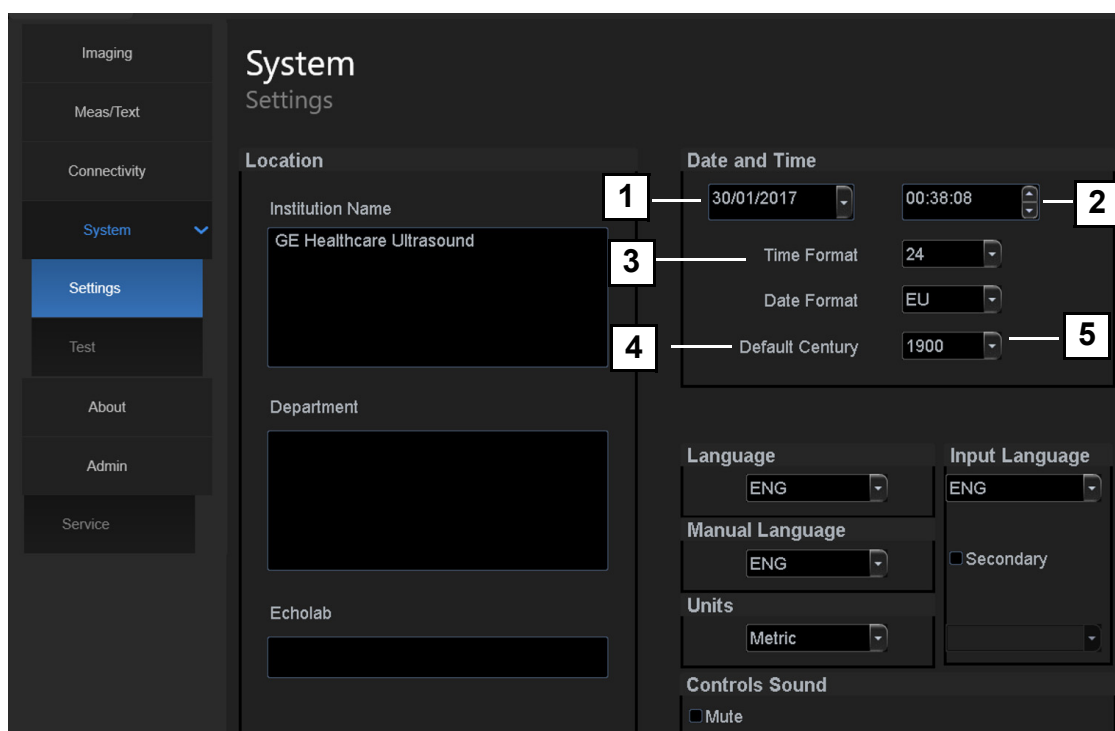 Imaging
Meas/Text
Connectivity
System
Settings
Test
About
Admin
Service
System
Settings
Location
Institution Name
GE Healthcare Ultrasound
Department
Echolab
Date and Time
1
30/01/2017
00:38:08
2
3
Time Format
24
Date Format
EU
4
Default Century
1900
5
Language
ENG
Manual Language
ENG
Units
Metric
Input Language
ENG
Secondary
Controls Sound
Mute